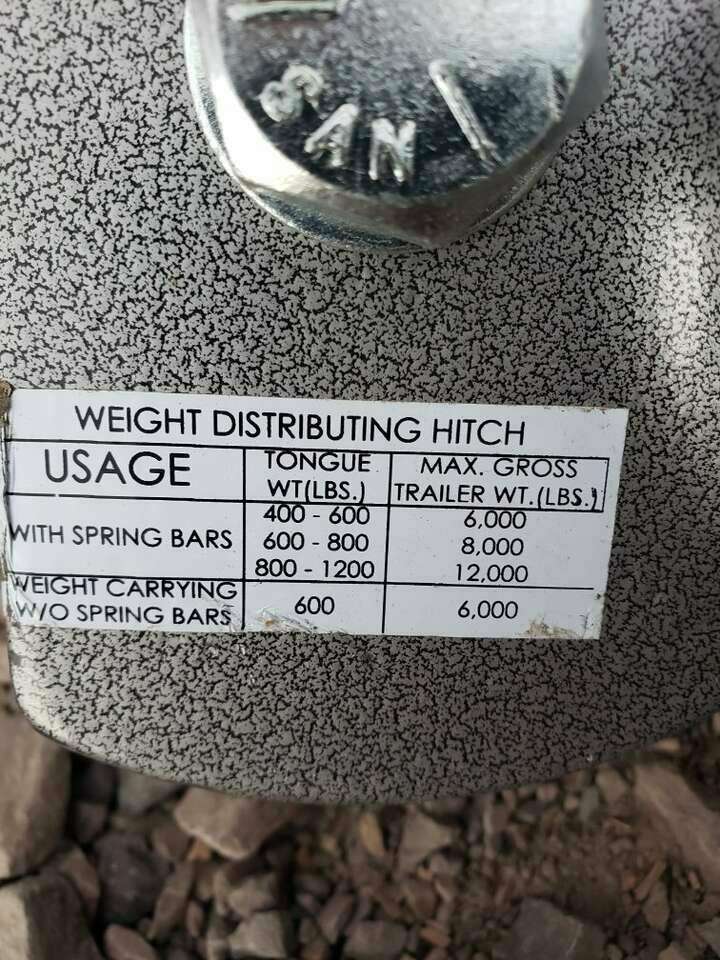 SAN
WEIGHT DISTRIBUTING HITCH
USAGE TONGUE WT(LBS.) MAX. GROSS TRAILER WT.(LBS.)
WITH SPRING BARS 400 - 600 6,000
600 - 800 8,000
800 - 1200 12,000
WEIGHT CARRYING
W/O SPRING BARS 600 6,000